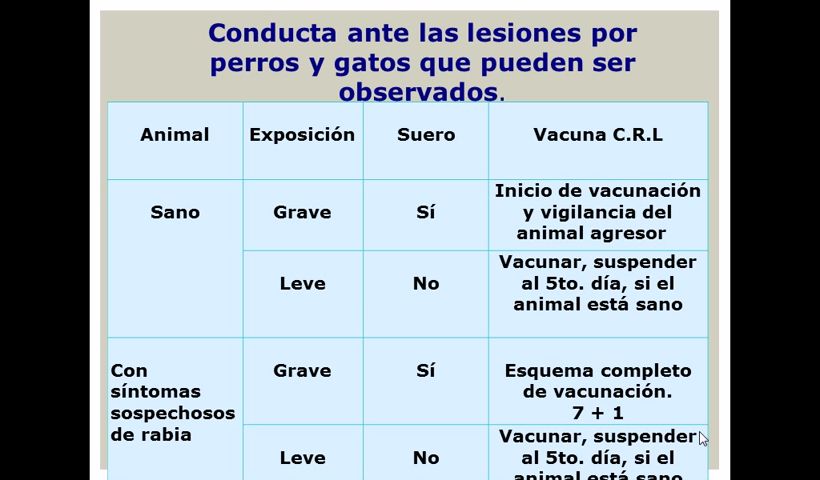 Conducta ante las lesiones por
perros y gatos que pueden ser
observados.
Animal Exposición Suero Vacuna C.R.L
Sano Grave Sí Inicio de vacunación
y vigilancia del
animal agresor
Leve No Vacunar, suspender
al 5to. día, si el
animal está sano
Con
síntomas
sospechosos
de rabia
Grave Sí Esquema completo
de vacunación.
7 + 1
Leve No Vacunar, suspender
al 5to. día, si el
animal está sano